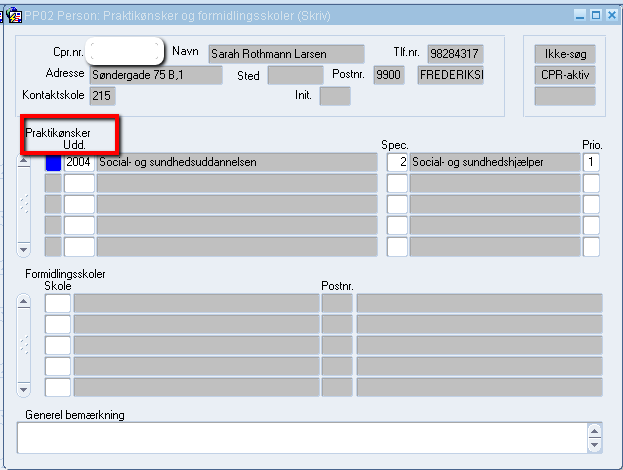 PP02 Person: Praktikønsker og formidlingsskoler (Skriv)
Cpr.nr. Navn Sarah Rothmann Larsen Tlf.nr. 98284317 Ikke-søg
Adresse Søndergade 75 B,1 Sted Postnr. 9900 FREDERIKSI CPR-aktiv
Kontaktskole 215 Init.
Praktikønsker
Udd. Spec. Prio.
2004 Social- og sundhedsuddannelsen 2 Social- og sundhedshjælper 1
Formidlingsskoler
Skole Postnr.
Generel bemærkning